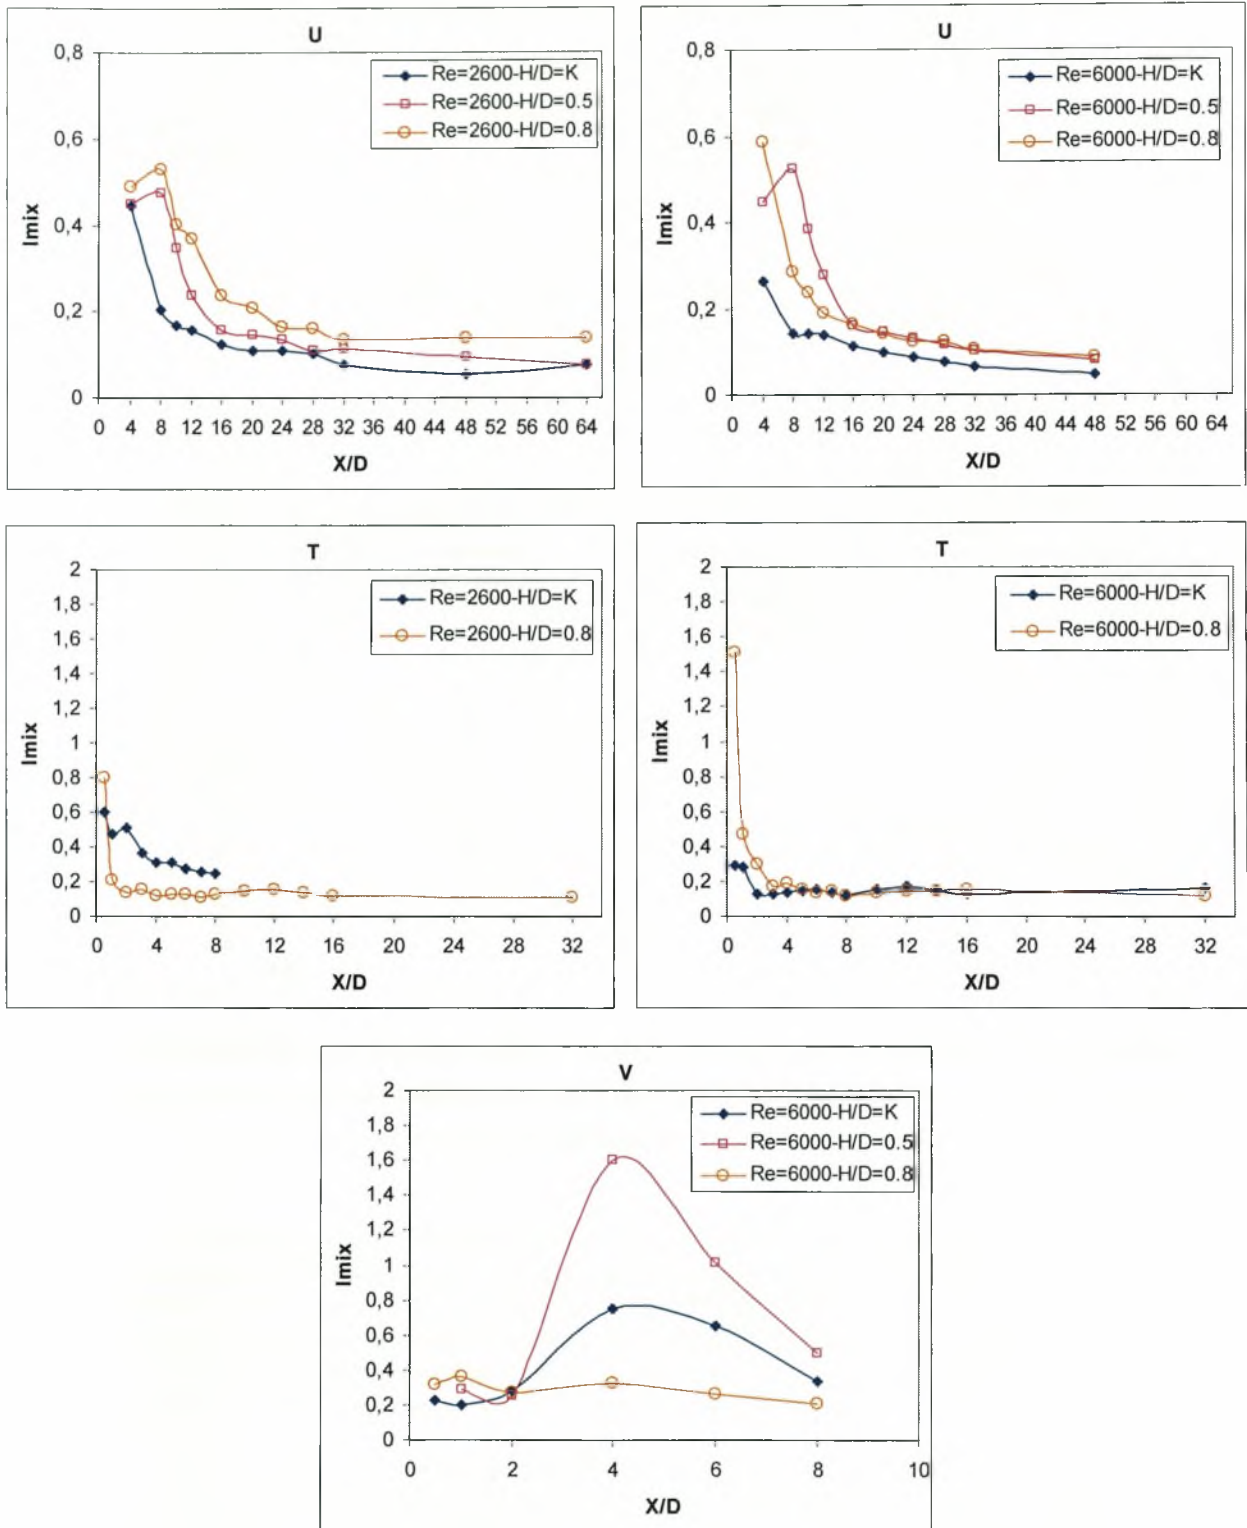 U
0,8
0,6
0,4
0,2
0
Imix
Re=2600-H/D=K
Re=2600-H/D=0.5
Re=2600-H/D=0.8
0 4 8 12 16 20 24 28 32 36 40 44 48 52 56 60 64
X/D
U
0,8
0,6
0,4
0,2
0
Imix
Re=6000-H/D=K
Re=6000-H/D=0.5
Re=6000-H/D=0.8
0 4 8 12 16 20 24 28 32 36 40 44 48 52 56 60 64
X/D
T
2
1,8
1,6
1,4
1,2
1
0,8
0,6
0,4
0,2
0
Imix
Re=2600-H/D=K
Re=2600-H/D=0.8
0 4 8 12 16 20 24 28 32
X/D
T
2
1,8
1,6
1,4
1,2
1
0,8
0,6
0,4
0,2
0
Imix
Re=6000-H/D=K
Re=6000-H/D=0.8
0 4 8 12 16 20 24 28 32
X/D
V
2
1,8
1,6
1,4
1,2
1
0,8
0,6
0,4
0,2
0
Imix
Re=6000-H/D=K
Re=6000-H/D=0.5
Re=6000-H/D=0.8
0 2 4 6 8 10
X/D